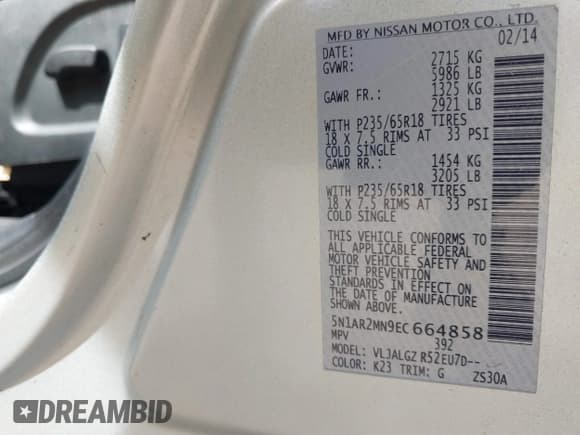 MFD BY NISSAN MOTOR CO., LTD.
DATE: 02/14
GVWR: 2715 KG
5986 LB
GAWR FR.: 1325 KG
2921 LB
WITH P235/65R18 TIRES
18 X 7.5 RIMS AT 33 PSI
COLD SINGLE
GAWR RR.: 1454 KG
3205 LB
WITH P235/65R18 TIRES
18 X 7.5 RIMS AT 33 PSI
COLD SINGLE
THIS VEHICLE CONFORMS TO
ALL APPLICABLE FEDERAL
MOTOR VEHICLE SAFETY AND
THEFT PREVENTION
STANDARDS IN EFFECT ON
THE DATE OF MANUFACTURE
SHOWN ABOVE.
5N1AR2MN9EC664858
MPV 392
MODEL: VLJALGZ R52EU7D--
COLOR: K23 TRIM: G ZS30A
DREAMBID